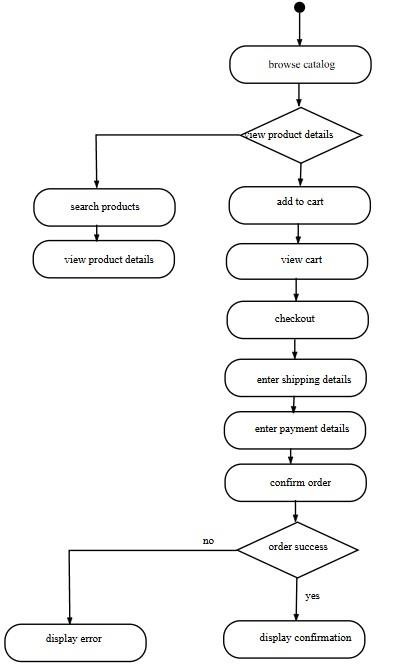 browse catalog
view product details
search products
add to cart
view product details
view cart
checkout
enter shipping details
enter payment details
confirm order
no
order success
yes
display error
display confirmation